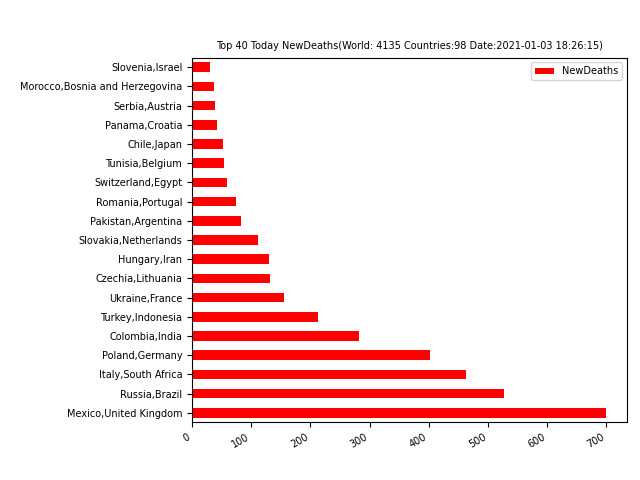 Top 40 Today NewDeaths(World: 4135 Countries:98 Date:2021-01-03 18:26:15)
NewDeaths
Slovenia,Israel
Morocco,Bosnia and Herzegovina
Serbia,Austria
Panama,Croatia
Chile,Japan
Tunisia,Belgium
Switzerland,Egypt
Romania,Portugal
Pakistan,Argentina
Slovakia,Netherlands
Hungary,Iran
Czechia,Lithuania
Ukraine,France
Turkey,Indonesia
Colombia,India
Poland,Germany
Italy,South Africa
Russia,Brazil
Mexico,United Kingdom
0 100 200 300 400 500 600 700